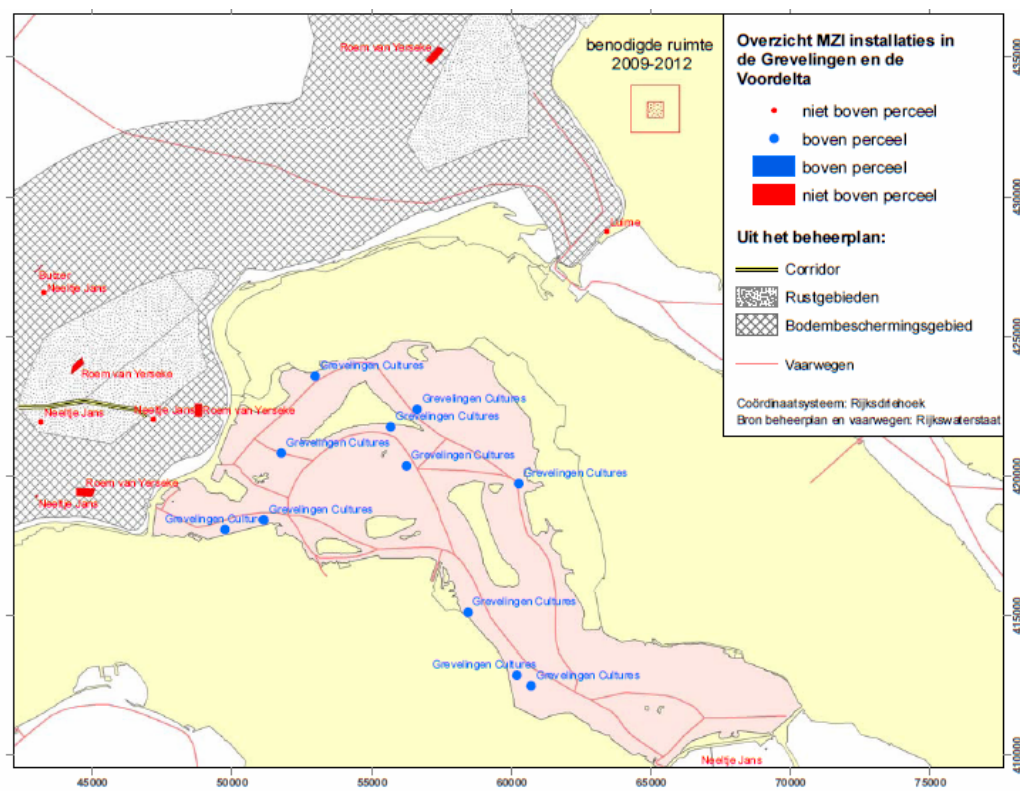 Roem van Yerseke
benodigde ruimte
2009-2012
Overzicht MZI installaties in
de Grevelingen en de
Voordelta
niet boven perceel
boven perceel
boven perceel
niet boven perceel
Uit het beheerplan:
Corridor
Rustgebieden
Bodembeschermingsgebied
Vaarwegen
Coördinaatsysteem: Rijksdriehoek
Bron beheerplan en vaarwegen: Rijkswaterstaat
435000
430000
425000
420000
415000
410000
Luime
Buizer
Neeltje Jans
Roem van Yerseke
Neeltje Jans
Neeltje Jans
Roem van Yerseke
Roem van Yerseke
Neeltje Jans
Grevelingen Cultures
Grevelingen Cultures
Grevelingen Cultures
Grevelingen Cultures
Grevelingen Cultures
Grevelingen Cultures
Grevelingen Cultures
Grevelingen Cultures
Grevelingen Cultures
Grevelingen Cultures
Grevelingen Cultures
Neeltje Jans
45000
50000
55000
60000
65000
70000
75000